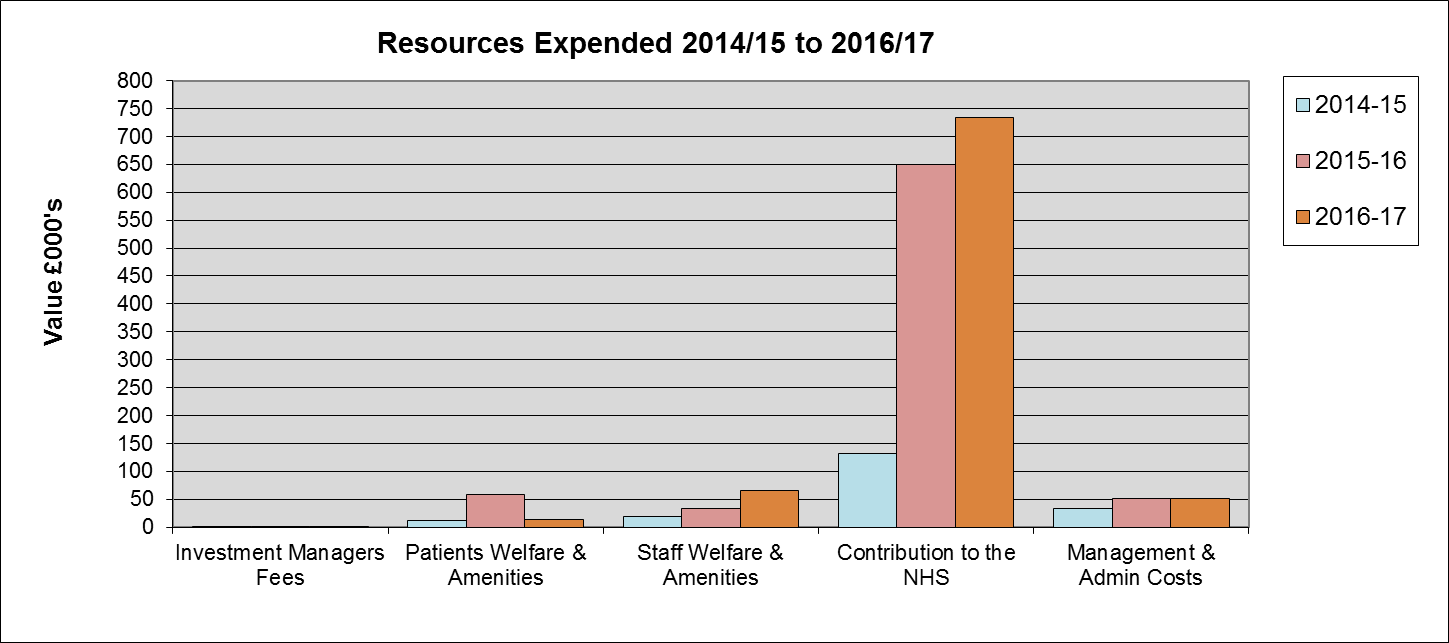 Resources Expended 2014/15 to 2016/17
Value £000's
800
750
700
650
600
550
500
450
400
350
300
250
200
150
100
50
0
Investment Managers
Fees
Patients Welfare &
Amenities
Staff Welfare &
Amenities
Contribution to the
NHS
Management &
Admin Costs
2014-15
2015-16
2016-17